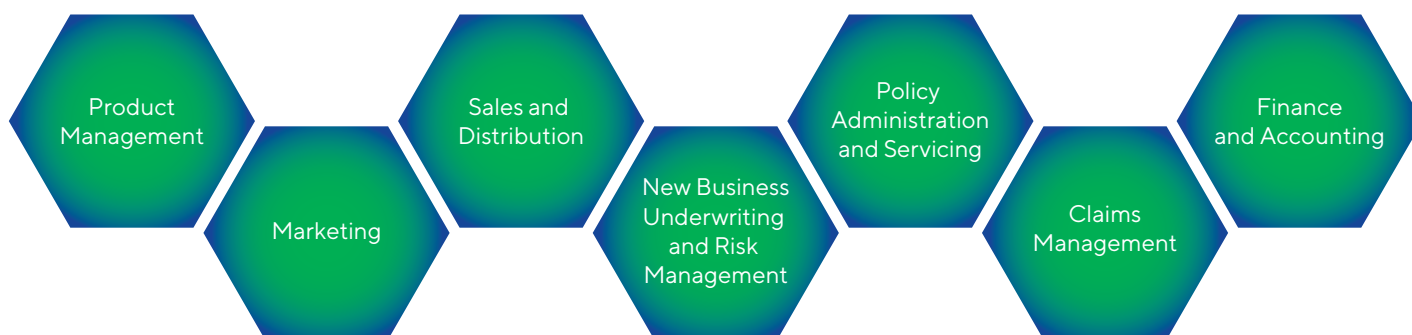 Product
Management
Marketing
Sales and
Distribution
New Business
Underwriting
and Risk
Management
Policy
Administration
and Servicing
Claims
Management
Finance
and Accounting